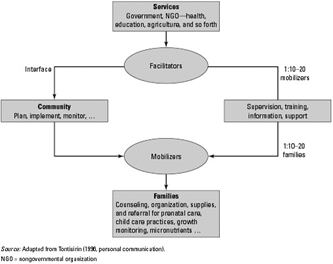 Services
Government, NGO—health,
education, agriculture, and so forth
Facilitators
Interface
1:10–20
mobilizers
Community
Plan, implement, monitor, ...
Supervision, training,
information, support
1:10–20
families
Mobilizers
Families
Counseling, organization, supplies,
and referral for prenatal care,
child care practices, growth
monitoring, micronutrients ...
Source: Adapted from Tontisirin (1996, personal communication).
NGO = nongovernmental organization